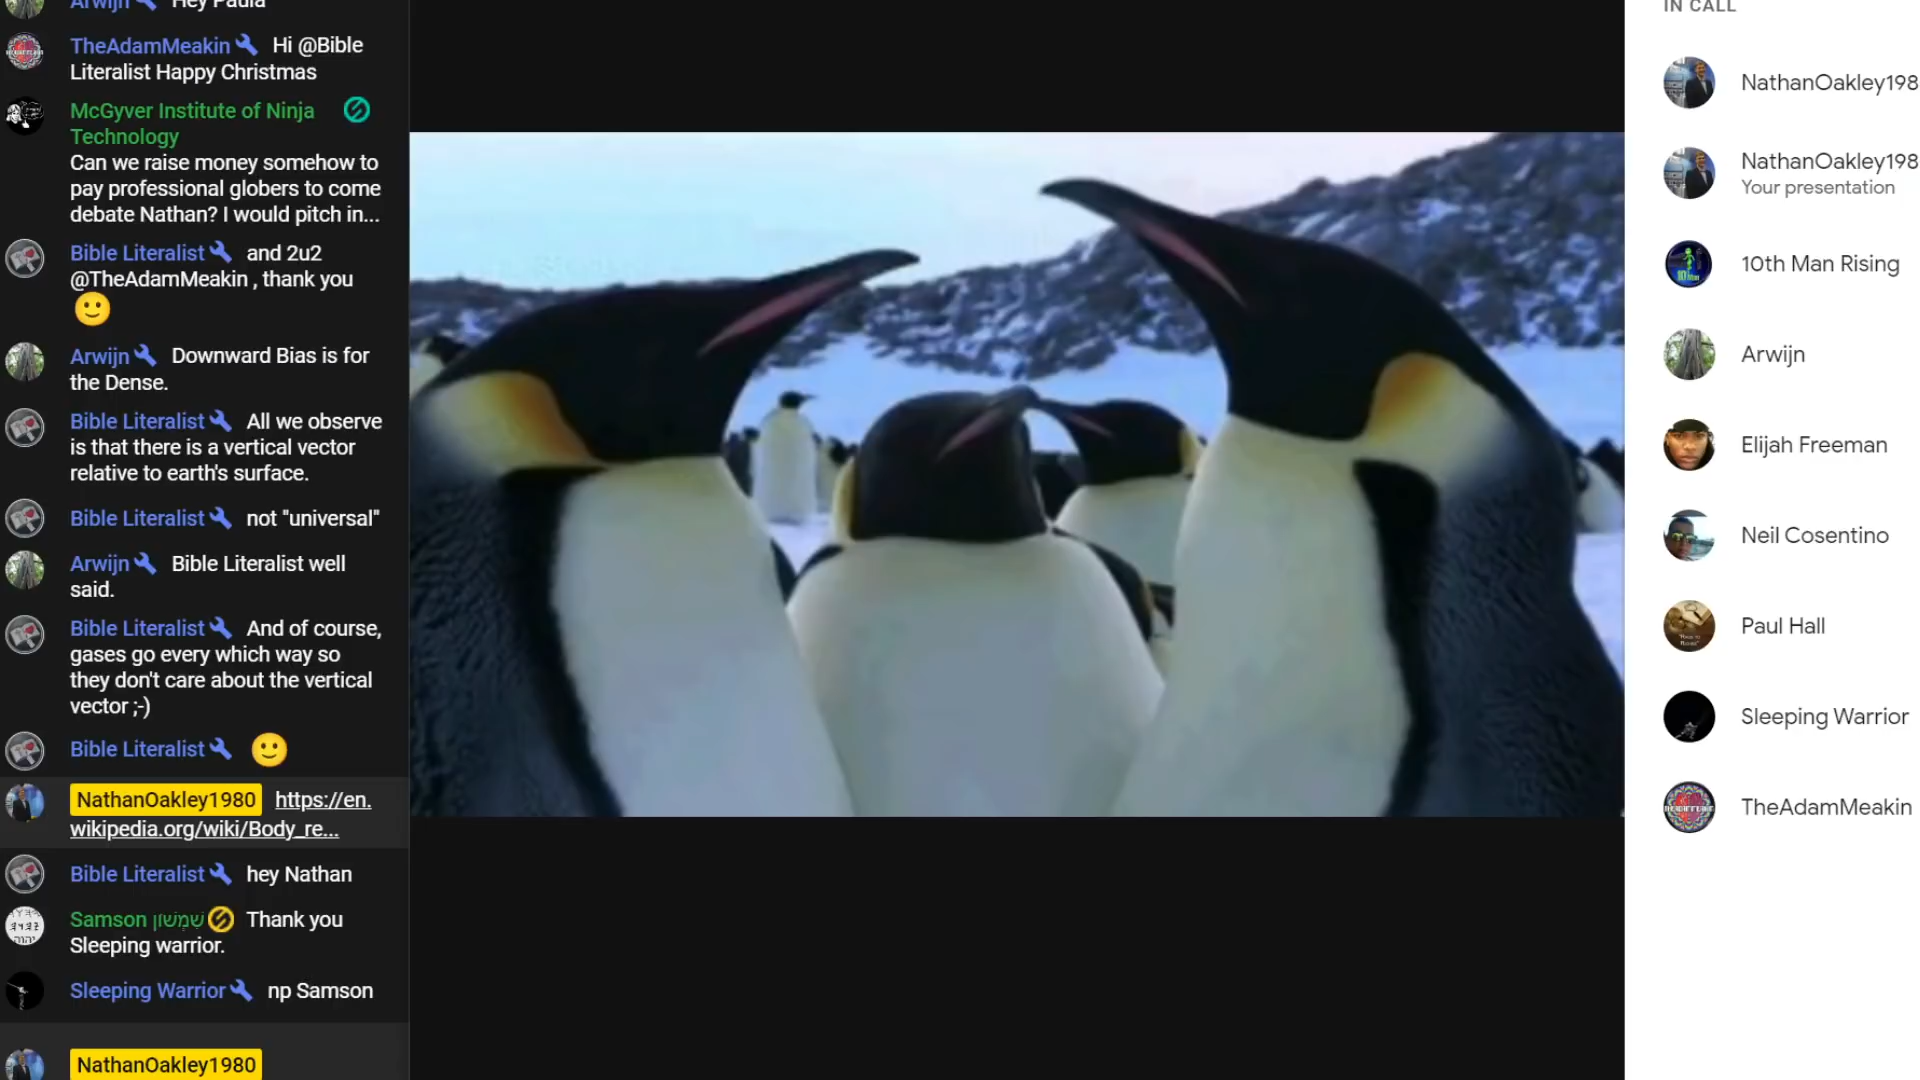 Arwijn Hey Paula
TheAdamMeakin Hi @Bible
Literalist Happy Christmas
McGyver Institute of Ninja
Technology
Can we raise money somehow to
pay professional globers to come
debate Nathan? I would pitch in...
Bible Literalist and 2u2
@TheAdamMeakin , thank you
Arwijn Downward Bias is for
the Dense.
Bible Literalist All we observe
is that there is a vertical vector
relative to earth's surface.
Bible Literalist not "universal"
Arwijn Bible Literalist well
said.
Bible Literalist And of course,
gases go every which way so
they don't care about the vertical
vector ;-)
Bible Literalist
NathanOakley1980 https://en.
wikipedia.org/wiki/Body_re...
Bible Literalist hey Nathan
Samson שִׁמְשׁוֹן Thank you
Sleeping warrior.
Sleeping Warrior np Samson
NathanOakley1980
IN CALL
NathanOakley198
NathanOakley198
Your presentation
10th Man Rising
Arwijn
Elijah Freeman
Neil Cosentino
Paul Hall
Sleeping Warrior
TheAdamMeakin